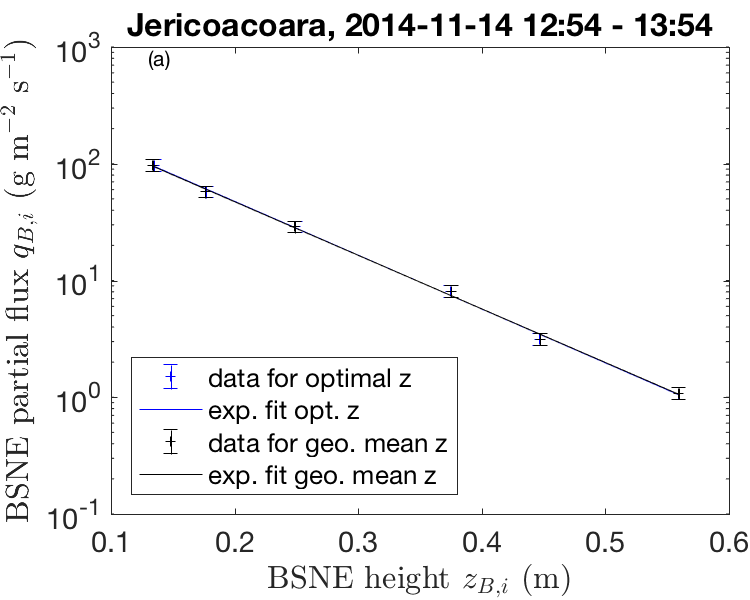 Jericoacoara, 2014-11-14 12:54 - 13:54
(a)
BSNE partial flux q_{B,i} (g m^{-2} s^{-1})
10^3
10^2
10^1
10^0
10^{-1}
data for optimal z
exp. fit opt. z
data for geo. mean z
exp. fit geo. mean z
0.1 0.2 0.3 0.4 0.5 0.6
BSNE height z_{B,i} (m)